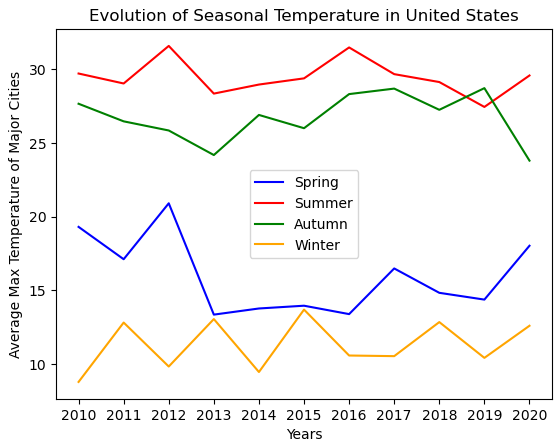 Evolution of Seasonal Temperature in United States
Average Max Temperature of Major Cities
30
25
20
15
10
Spring
Summer
Autumn
Winter
2010 2011 2012 2013 2014 2015 2016 2017 2018 2019 2020
Years